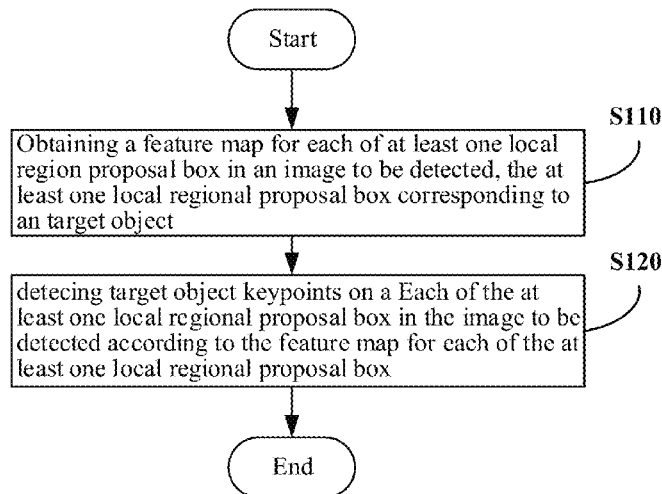 Start
S110
Obtaining a feature map for each of at least one local
region proposal box in an image to be detected, the at
least one local regional proposal box corresponding to
an target object
S120
detecing target object keypoints on a Each of the at
least one local regional proposal box in the image to be
detected according to the feature map for each of the at
least one local regional proposal box
End